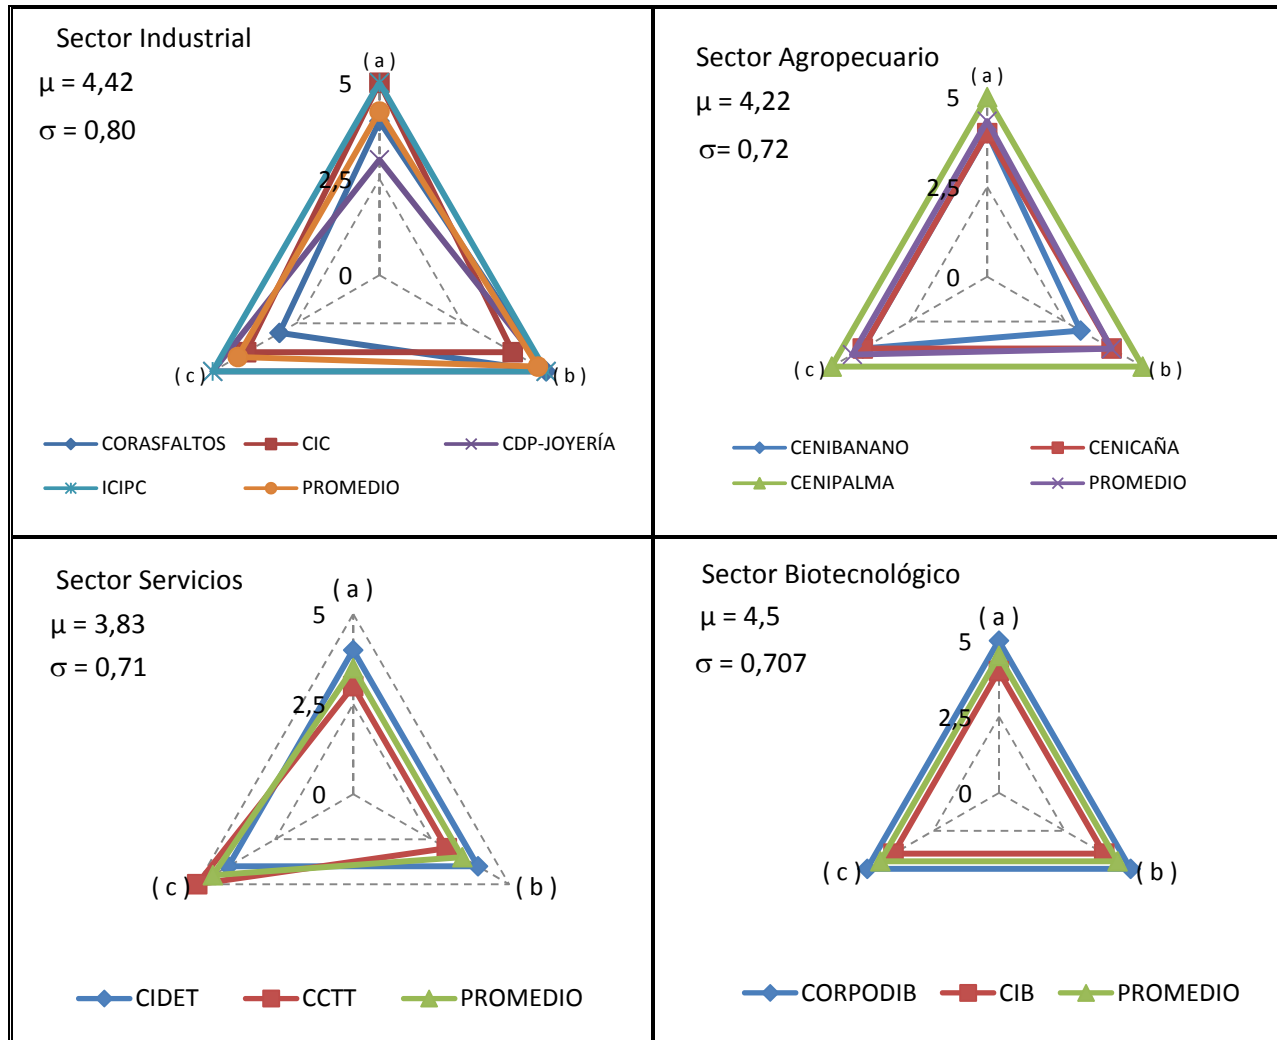 Sector Industrial
μ = 4,42
σ = 0,80
( a )
5
2,5
0
( c )
( b )
CORASFALTOS
CIC
CDP-JOYERÍA
ICIPC
PROMEDIO
Sector Agropecuario
μ = 4,22
σ= 0,72
( a )
5
2,5
0
( c )
( b )
CENIBANANO
CENICAÑA
CENIPALMA
PROMEDIO
Sector Servicios
μ = 3,83
σ = 0,71
( a )
5
2,5
0
( c )
( b )
CIDET
CCTT
PROMEDIO
Sector Biotecnológico
μ = 4,5
σ = 0,707
( a )
5
2,5
0
( c )
( b )
CORPODIB
CIB
PROMEDIO